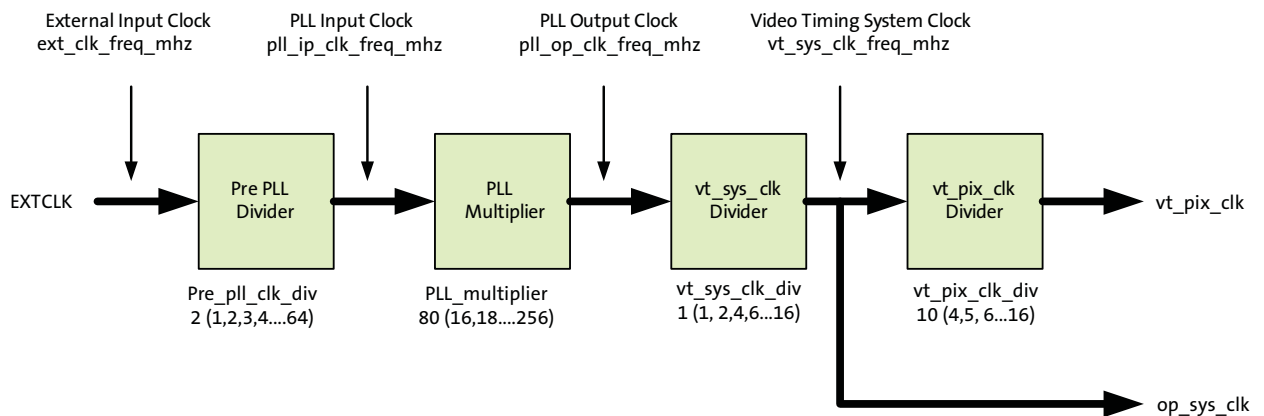 External Input Clock
ext_clk_freq_mhz
PLL Input Clock
pll_ip_clk_freq_mhz
PLL Output Clock
pll_op_clk_freq_mhz
Video Timing System Clock
vt_sys_clk_freq_mhz
EXTCLK
Pre PLL
Divider
PLL
Multiplier
vt_sys_clk
Divider
vt_pix_clk
Divider
vt_pix_clk
Pre_pll_clk_div
2 (1,2,3,4....64)
PLL_multiplier
80 (16,18....256)
vt_sys_clk_div
1 (1, 2,4,6...16)
vt_pix_clk_div
10 (4,5, 6...16)
op_sys_clk